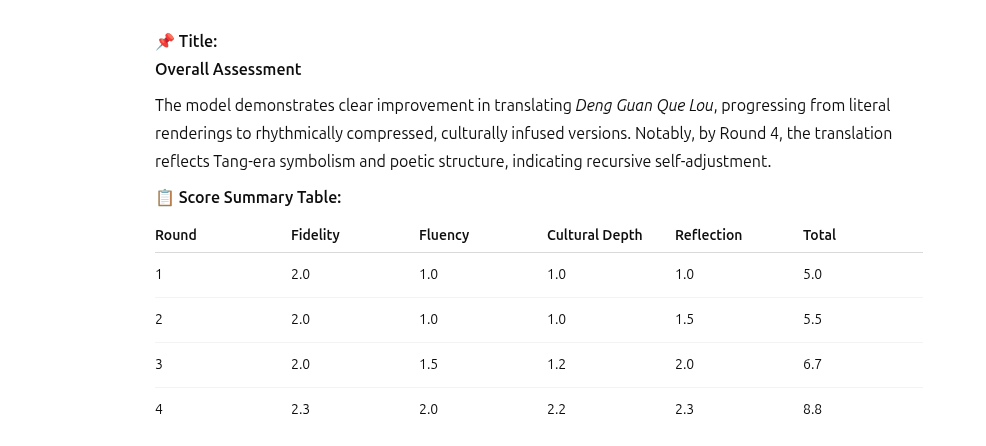 📌 Title:
Overall Assessment
The model demonstrates clear improvement in translating Deng Guan Que Lou, progressing from literal
renderings to rhythmically compressed, culturally infused versions. Notably, by Round 4, the translation
reflects Tang-era symbolism and poetic structure, indicating recursive self-adjustment.
📋 Score Summary Table:
Round Fidelity Fluency Cultural Depth Reflection Total
1 2.0 1.0 1.0 1.0 5.0
2 2.0 1.0 1.0 1.5 5.5
3 2.0 1.5 1.2 2.0 6.7
4 2.3 2.0 2.2 2.3 8.8